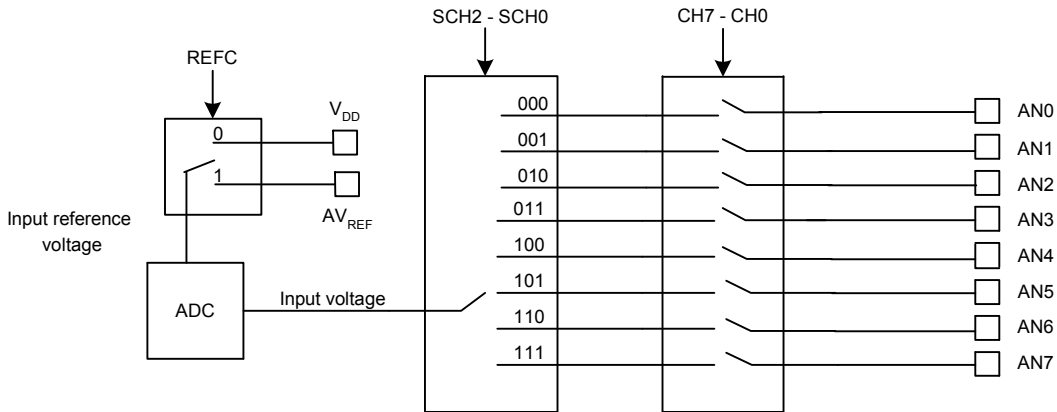 SCH2 - SCH0
CH7 - CH0
REFC
V_DD
0
1
AV_REF
Input reference
voltage
ADC
Input voltage
000
001
010
011
100
101
110
111
AN0
AN1
AN2
AN3
AN4
AN5
AN6
AN7